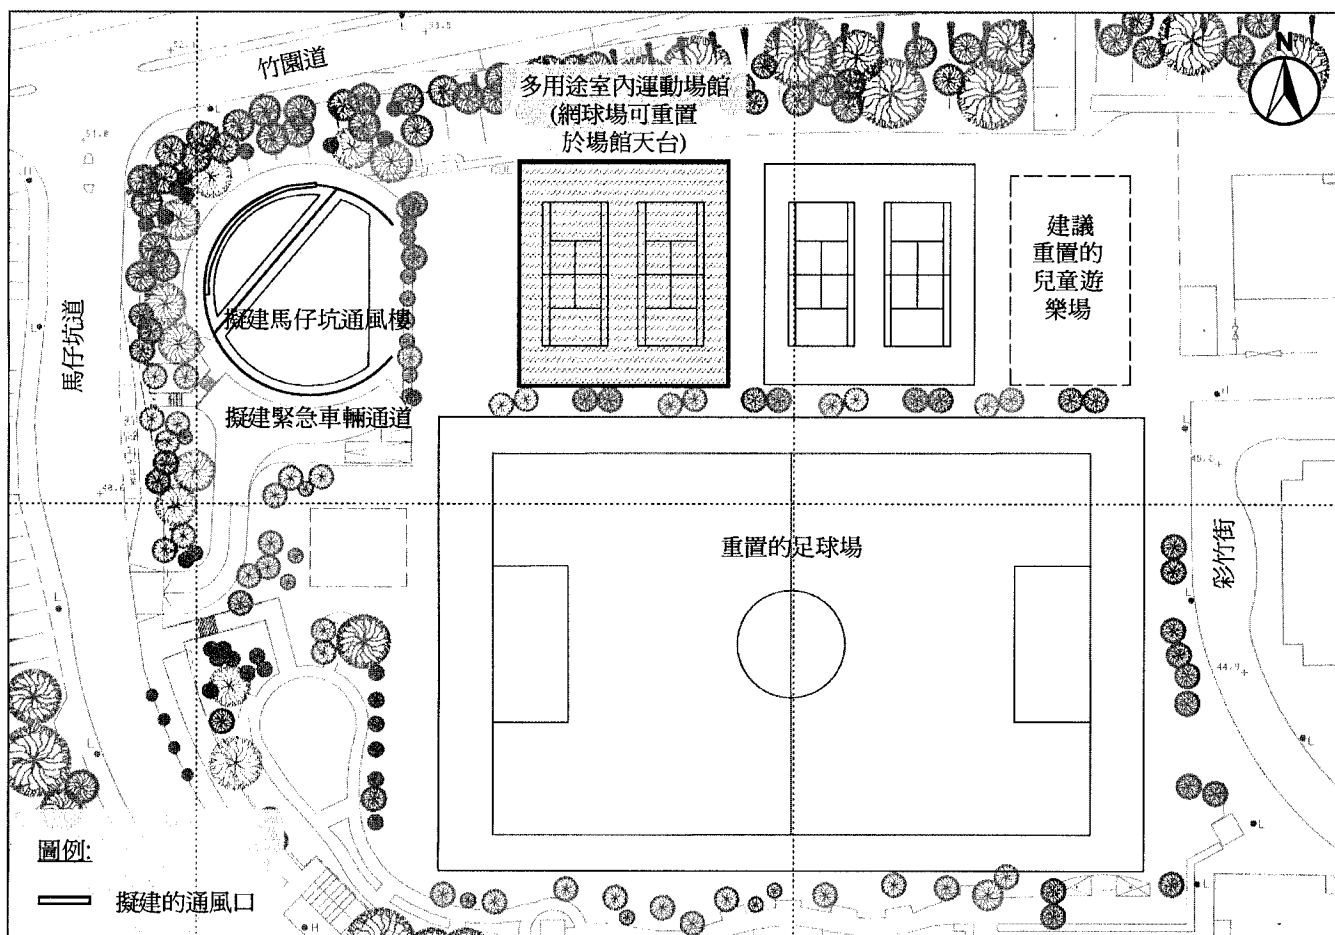 竹園道
多用途室內運動場館
(網球場可重置
於場館天台)
N
建議
重置的
兒童遊
樂場
擬建馬仔坑通風樓
馬仔坑道
擬建緊急車輛通道
重置的足球場
彩竹街
44.9
圖例:
擬建的通風口